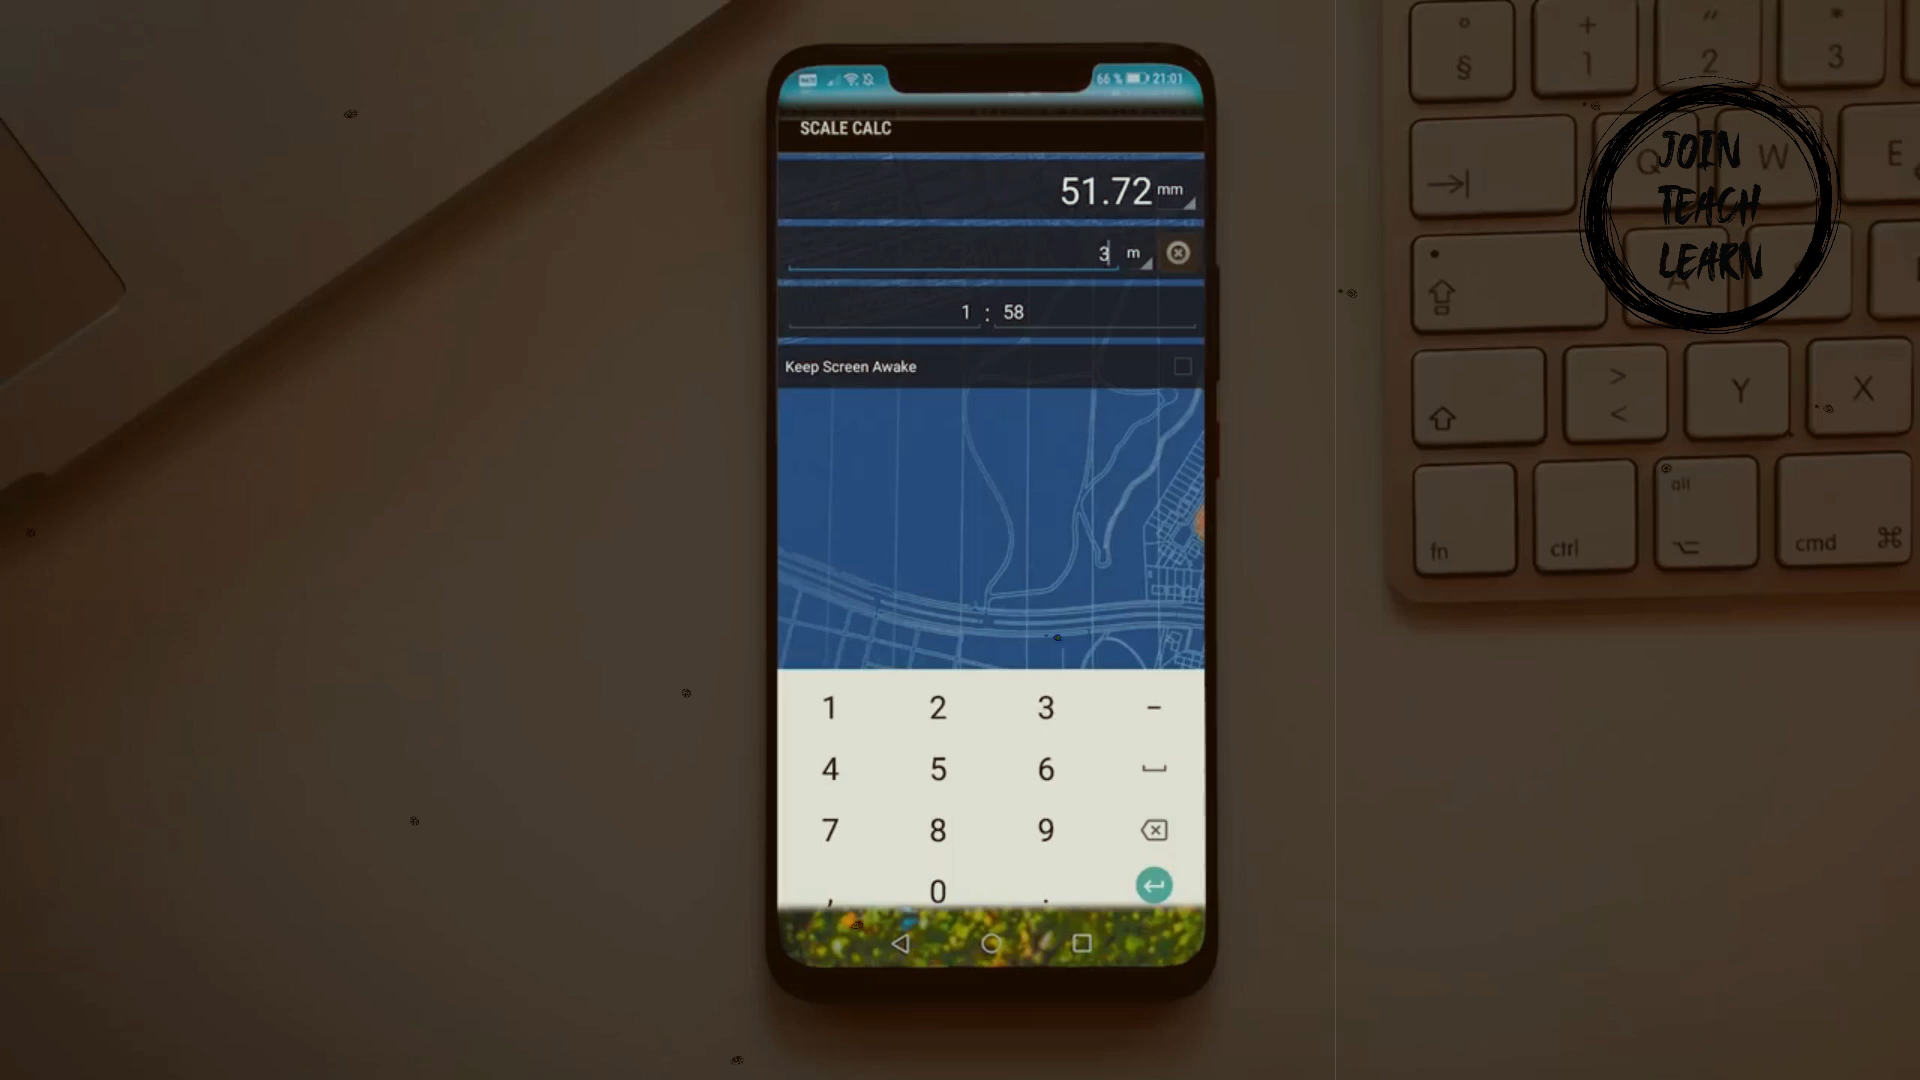 66 % 21:01
SCALE CALC
51.72 mm
3 m
1 : 58
Keep Screen Awake
1 2 3 -
4 5 6
7 8 9
, 0 .
° + " *
§ 1 2 3
JOIN
TEACH
LEARN
Q W E
A
> <
Y X
alt
fn ctrl cmd ⌘